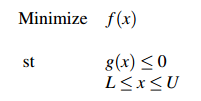 Minimize f(x)
st g(x) ≤ 0
L ≤ x ≤ U